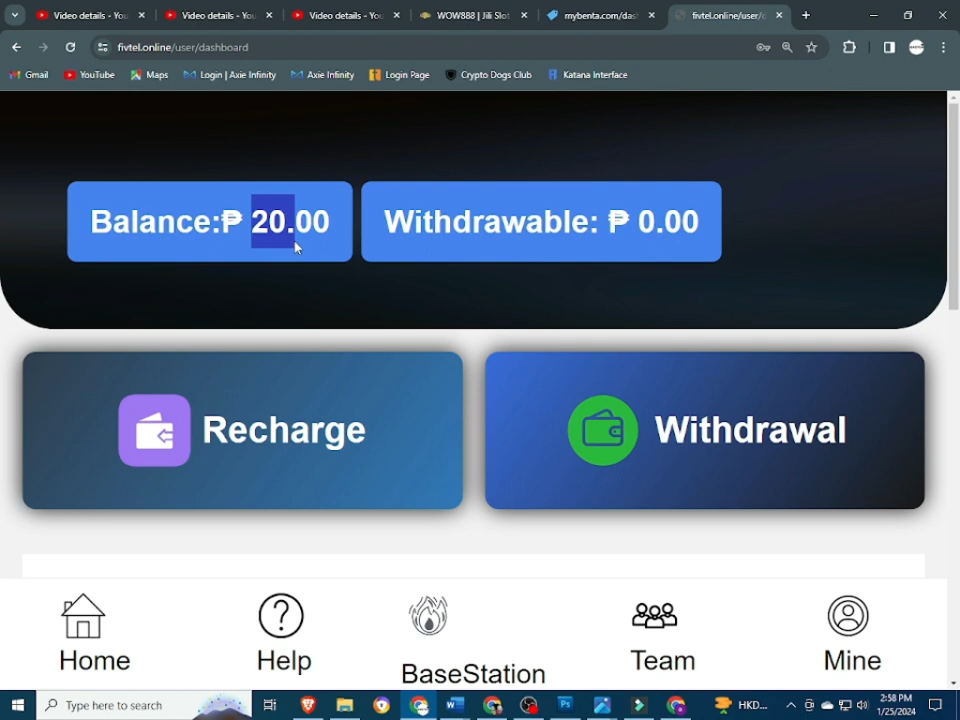 Video details - You
Video details - You
Video details - You
WOW888 | Jili Slot
mybenta.com/das
fivtel.online/user/d
fivtel.online/user/dashboard
Gmail
YouTube
Maps
Login | Axie Infinity
Axie Infinity
Login Page
Crypto Dogs Club
Katana Interface
Balance:₱ 20.00
Withdrawable: ₱ 0.00
Recharge
Withdrawal
Home
Help
BaseStation
Team
Mine
Type here to search
HKD...
2:58 PM
1/25/2024